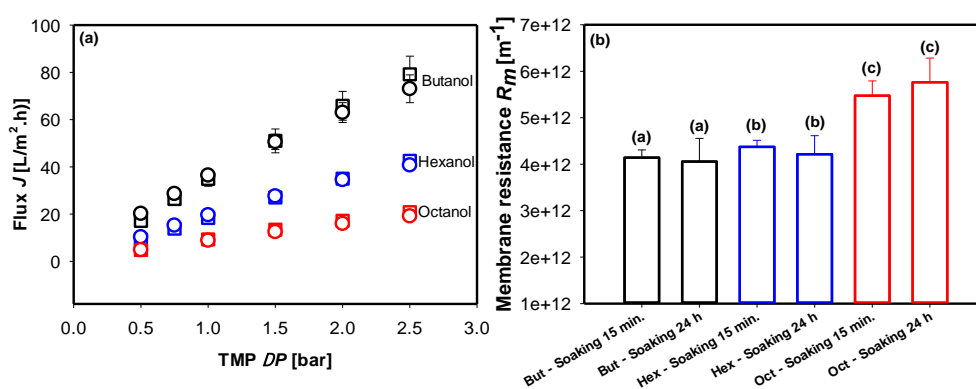 (a)
100
80
60
40
20
0
Flux J [L/m².h)]
Butanol
Hexanol
Octanol
0.0 0.5 1.0 1.5 2.0 2.5 3.0
TMP DP [bar]
(b)
7e+12
6e+12
5e+12
4e+12
3e+12
2e+12
1e+12
Membrane resistance Rm [m⁻¹]
(a) (a) (b) (b) (c) (c)
But - Soaking 15 min.
But - Soaking 24 h
Hex - Soaking 15 min.
Hex - Soaking 24 h
Oct - Soaking 15 min.
Oct - Soaking 24 h